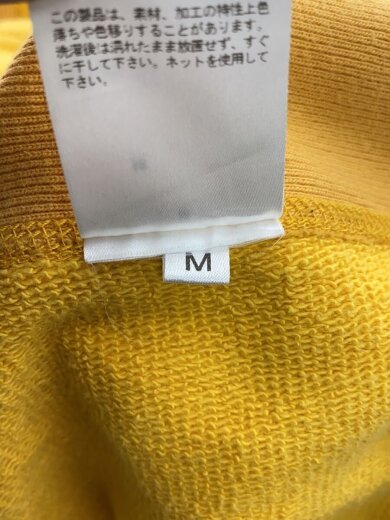 この製品は、素材、加工の特性上色
落ちや色移りすることがあります。
洗濯後は濡れたまま放置せず、すぐ
に干して下さい。ネットを使用して
下さい。
M